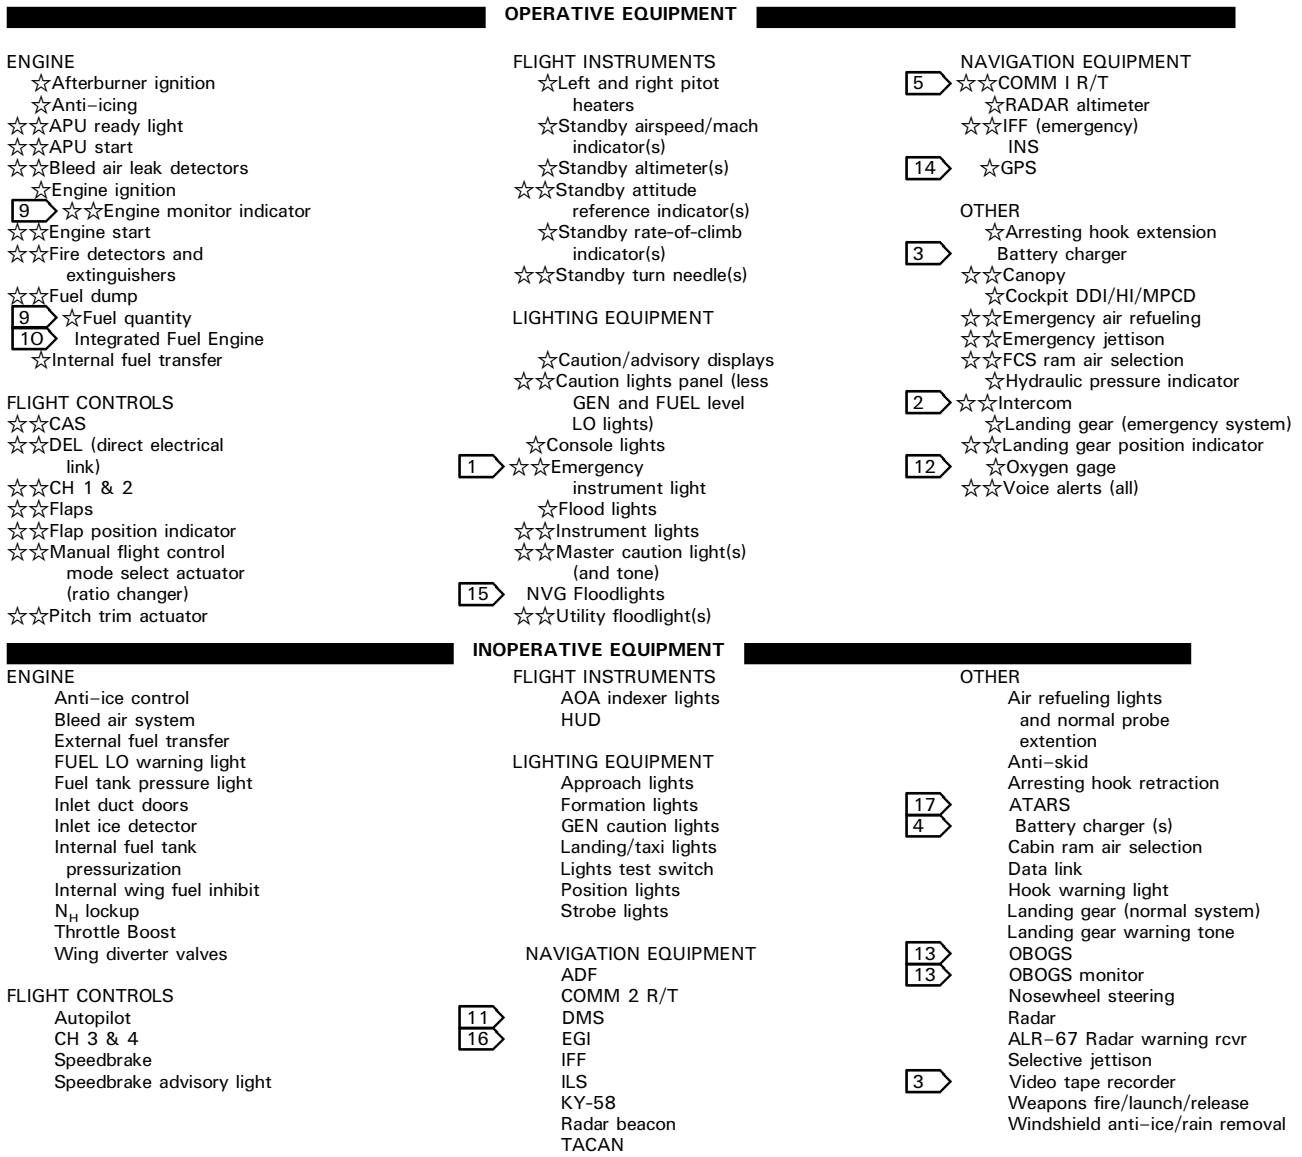 OPERATIVE EQUIPMENT
ENGINE
☆Afterburner ignition
☆Anti–icing
☆☆APU ready light
☆☆APU start
☆☆Bleed air leak detectors
☆Engine ignition
9 ☆☆Engine monitor indicator
☆☆Engine start
☆☆Fire detectors and
extinguishers
☆☆Fuel dump
9 ☆Fuel quantity
10 Integrated Fuel Engine
☆Internal fuel transfer
FLIGHT CONTROLS
☆☆CAS
☆☆DEL (direct electrical
link)
☆☆CH 1 & 2
☆☆Flaps
☆☆Flap position indicator
☆☆Manual flight control
mode select actuator
(ratio changer)
☆☆Pitch trim actuator
FLIGHT INSTRUMENTS
☆Left and right pitot
heaters
☆Standby airspeed/mach
indicator(s)
☆Standby altimeter(s)
☆☆Standby attitude
reference indicator(s)
☆Standby rate-of-climb
indicator(s)
☆☆Standby turn needle(s)
LIGHTING EQUIPMENT
☆Caution/advisory displays
☆☆Caution lights panel (less
GEN and FUEL level
LO lights)
☆Console lights
1 ☆☆Emergency
instrument light
☆Flood lights
☆☆Instrument lights
☆☆Master caution light(s)
(and tone)
15 NVG Floodlights
☆☆Utility floodlight(s)
NAVIGATION EQUIPMENT
5 ☆☆COMM I R/T
☆RADAR altimeter
☆☆IFF (emergency)
INS
14 ☆GPS
OTHER
☆Arresting hook extension
3 Battery charger
☆☆Canopy
☆Cockpit DDI/HI/MPCD
☆☆Emergency air refueling
☆☆Emergency jettison
☆☆FCS ram air selection
☆Hydraulic pressure indicator
2 ☆☆Intercom
☆Landing gear (emergency system)
☆☆Landing gear position indicator
12 ☆Oxygen gage
☆☆Voice alerts (all)
INOPERATIVE EQUIPMENT
ENGINE
Anti–ice control
Bleed air system
External fuel transfer
FUEL LO warning light
Fuel tank pressure light
Inlet duct doors
Inlet ice detector
Internal fuel tank
pressurization
Internal wing fuel inhibit
N_H lockup
Throttle Boost
Wing diverter valves
FLIGHT CONTROLS
Autopilot
CH 3 & 4
Speedbrake
Speedbrake advisory light
FLIGHT INSTRUMENTS
AOA indexer lights
HUD
LIGHTING EQUIPMENT
Approach lights
Formation lights
GEN caution lights
Landing/taxi lights
Lights test switch
Position lights
Strobe lights
NAVIGATION EQUIPMENT
ADF
COMM 2 R/T
11 DMS
16 EGI
IFF
ILS
KY-58
Radar beacon
TACAN
OTHER
Air refueling lights
and normal probe
extention
Anti–skid
Arresting hook retraction
17 ATARS
4 Battery charger (s)
Cabin ram air selection
Data link
Hook warning light
Landing gear (normal system)
Landing gear warning tone
13 OBOGS
13 OBOGS monitor
Nosewheel steering
Radar
ALR–67 Radar warning rcvr
Selective jettison
3 Video tape recorder
Weapons fire/launch/release
Windshield anti–ice/rain removal